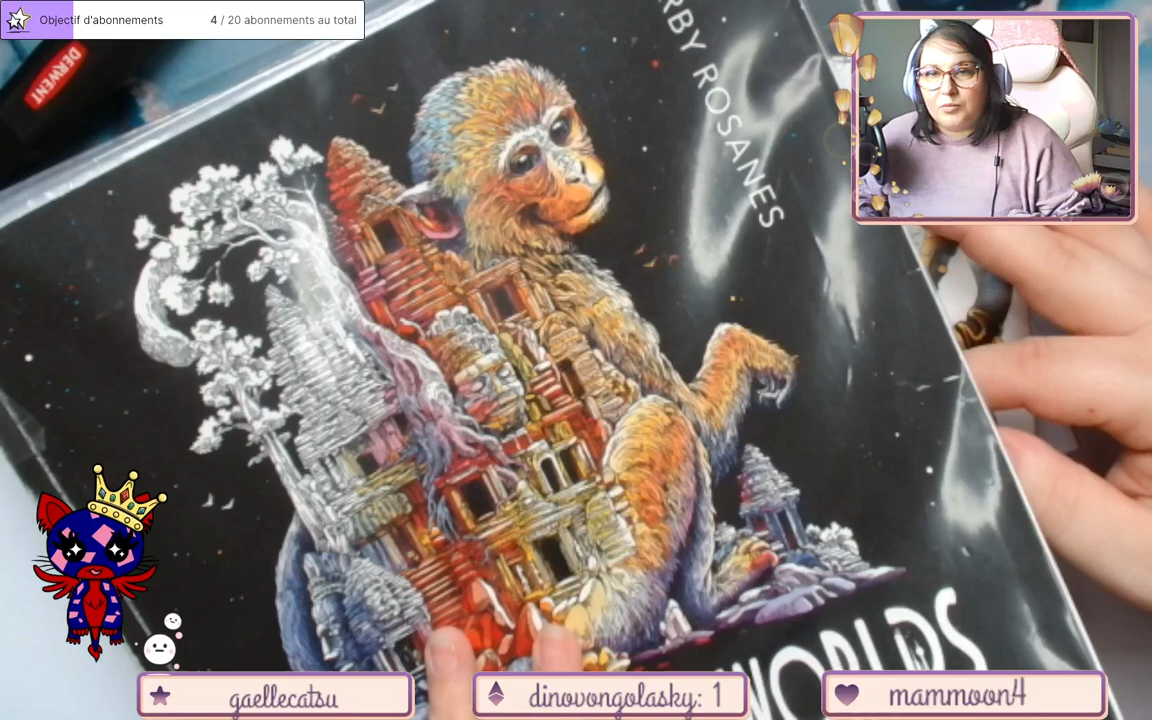 Objectif d'abonnements 4 / 20 abonnements au total
DERWENT
RBY ROSANES
WORLDS
gaellecatsu
dinovongolasky: 1
mammoon4